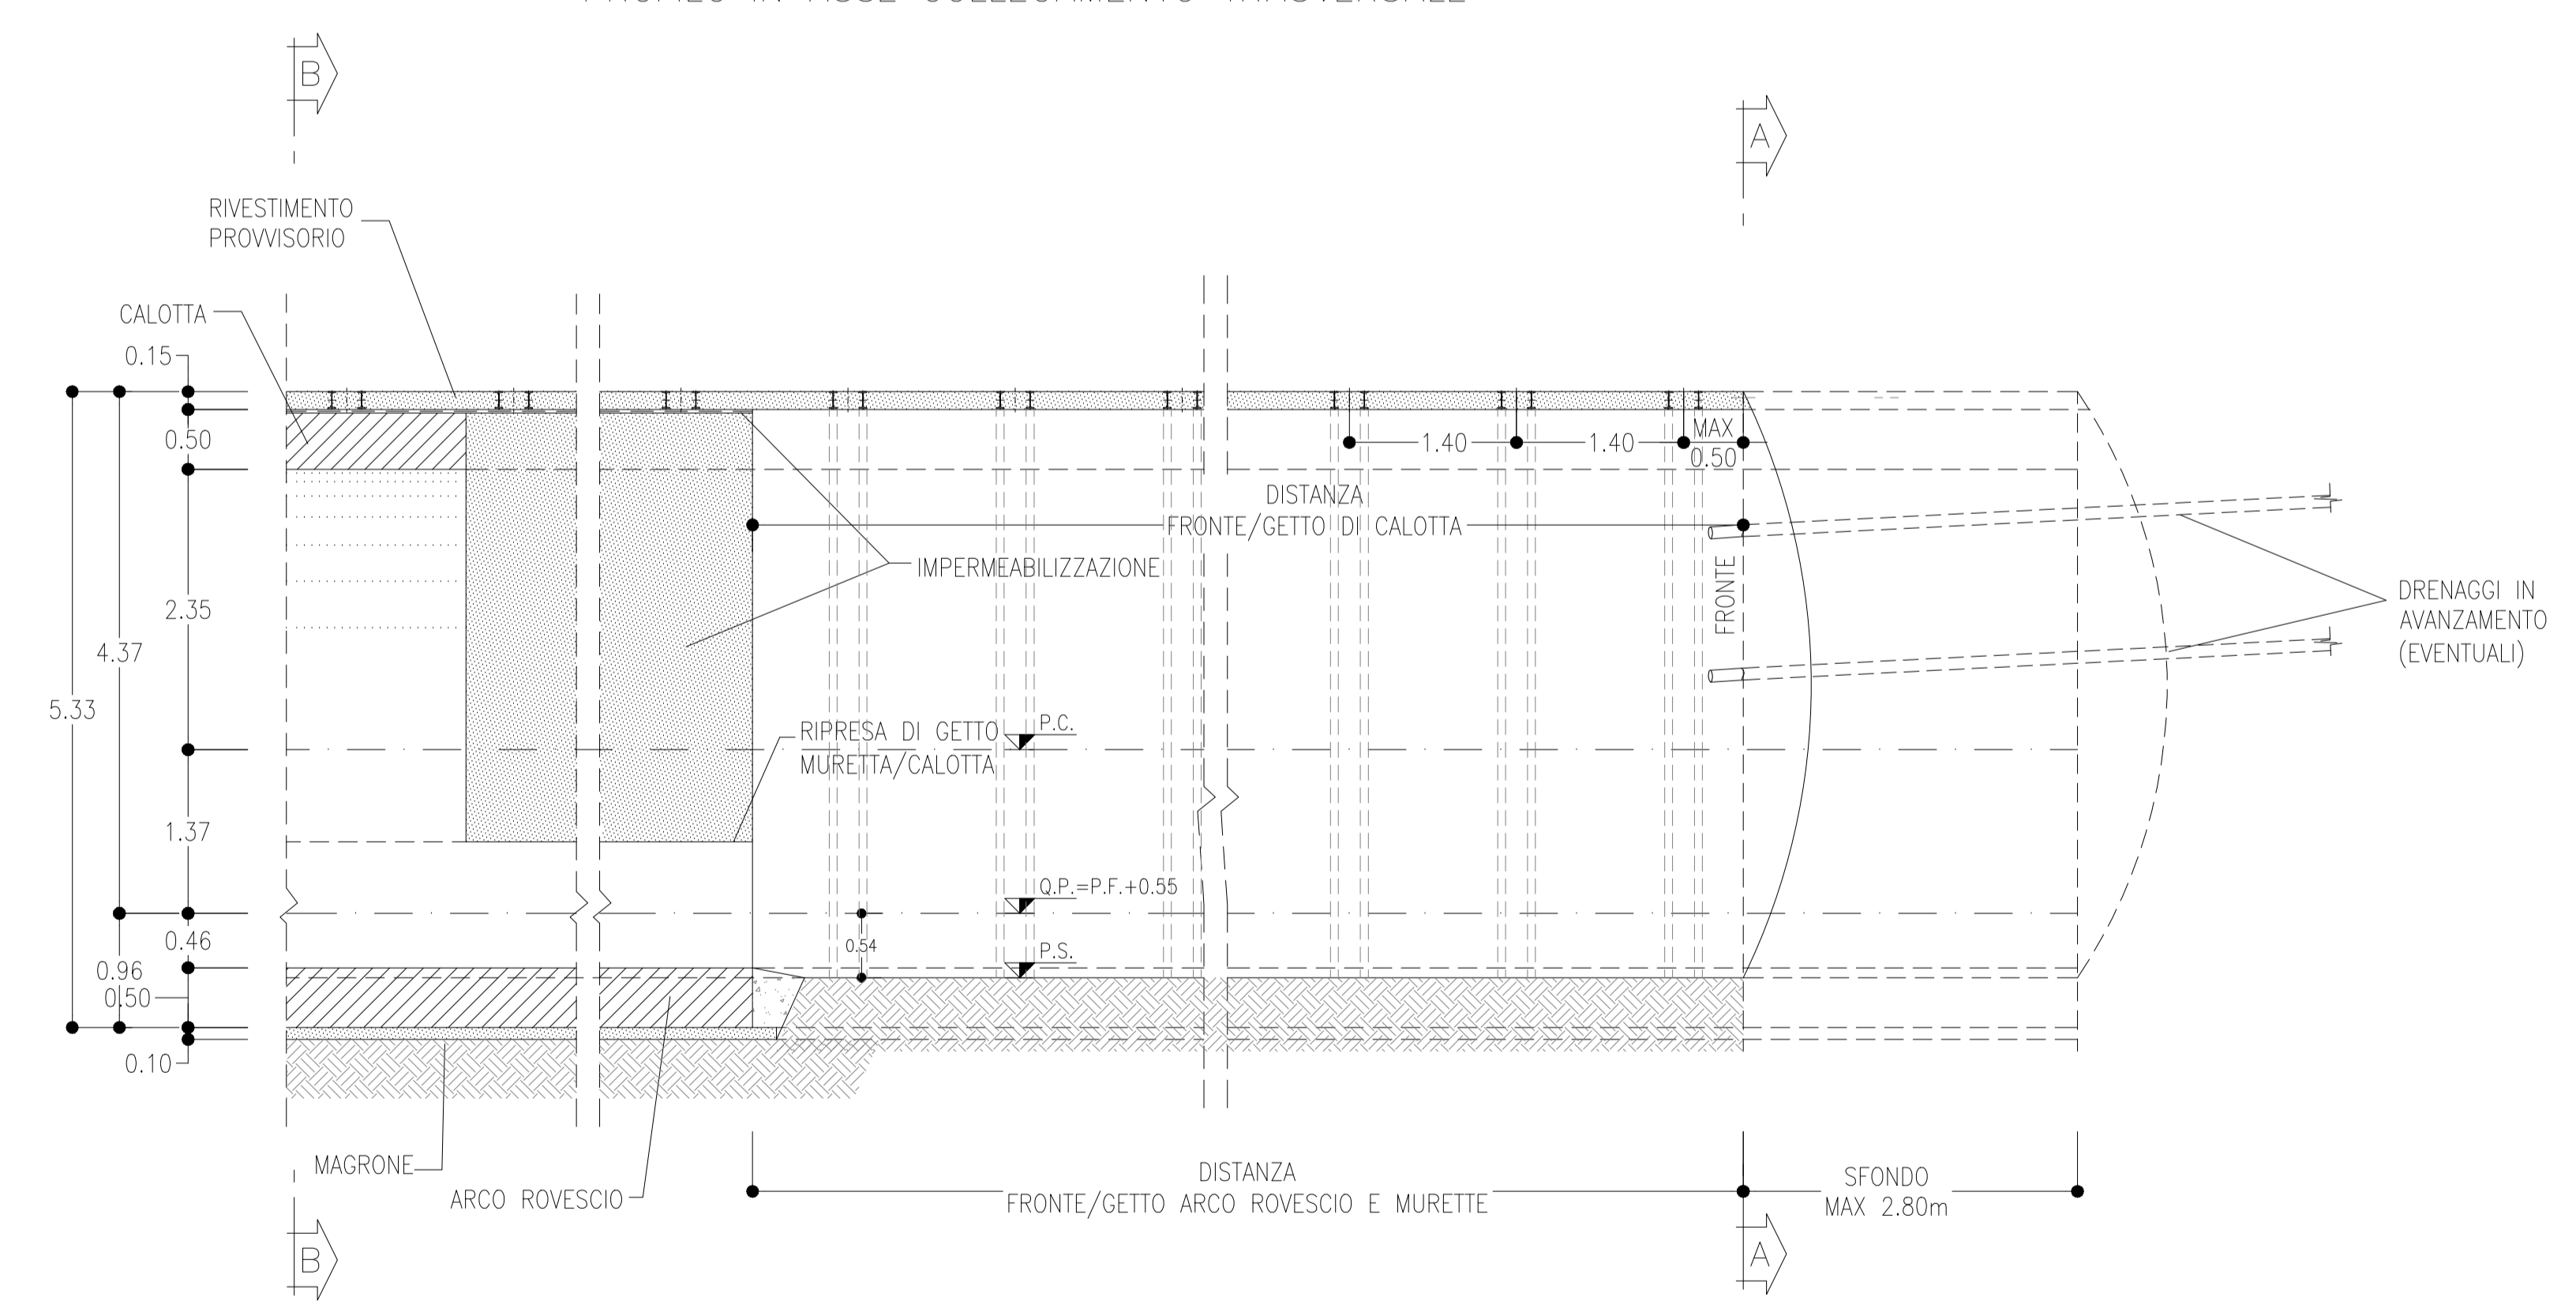 B
A
RIVESTIMENTO
PROVVISORIO
CALOTTA
0.15
0.50
1.40
1.40
MAX
0.50
DISTANZA
FRONTE/GETTO DI CALOTTA
IMPERMEABILIZZAZIONE
FRONTE
DRENAGGI IN
AVANZAMENTO
(EVENTUALI)
2.35
4.37
5.33
RIPRESA DI GETTO
MURETTA/CALOTTA
P.C.
1.37
Q.P.=P.F.+0.55
0.46
0.54
P.S.
0.96
0.50
0.10
MAGRONE
ARCO ROVESCIO
DISTANZA
FRONTE/GETTO ARCO ROVESCIO E MURETTE
SFONDO
MAX 2.80m
B
A